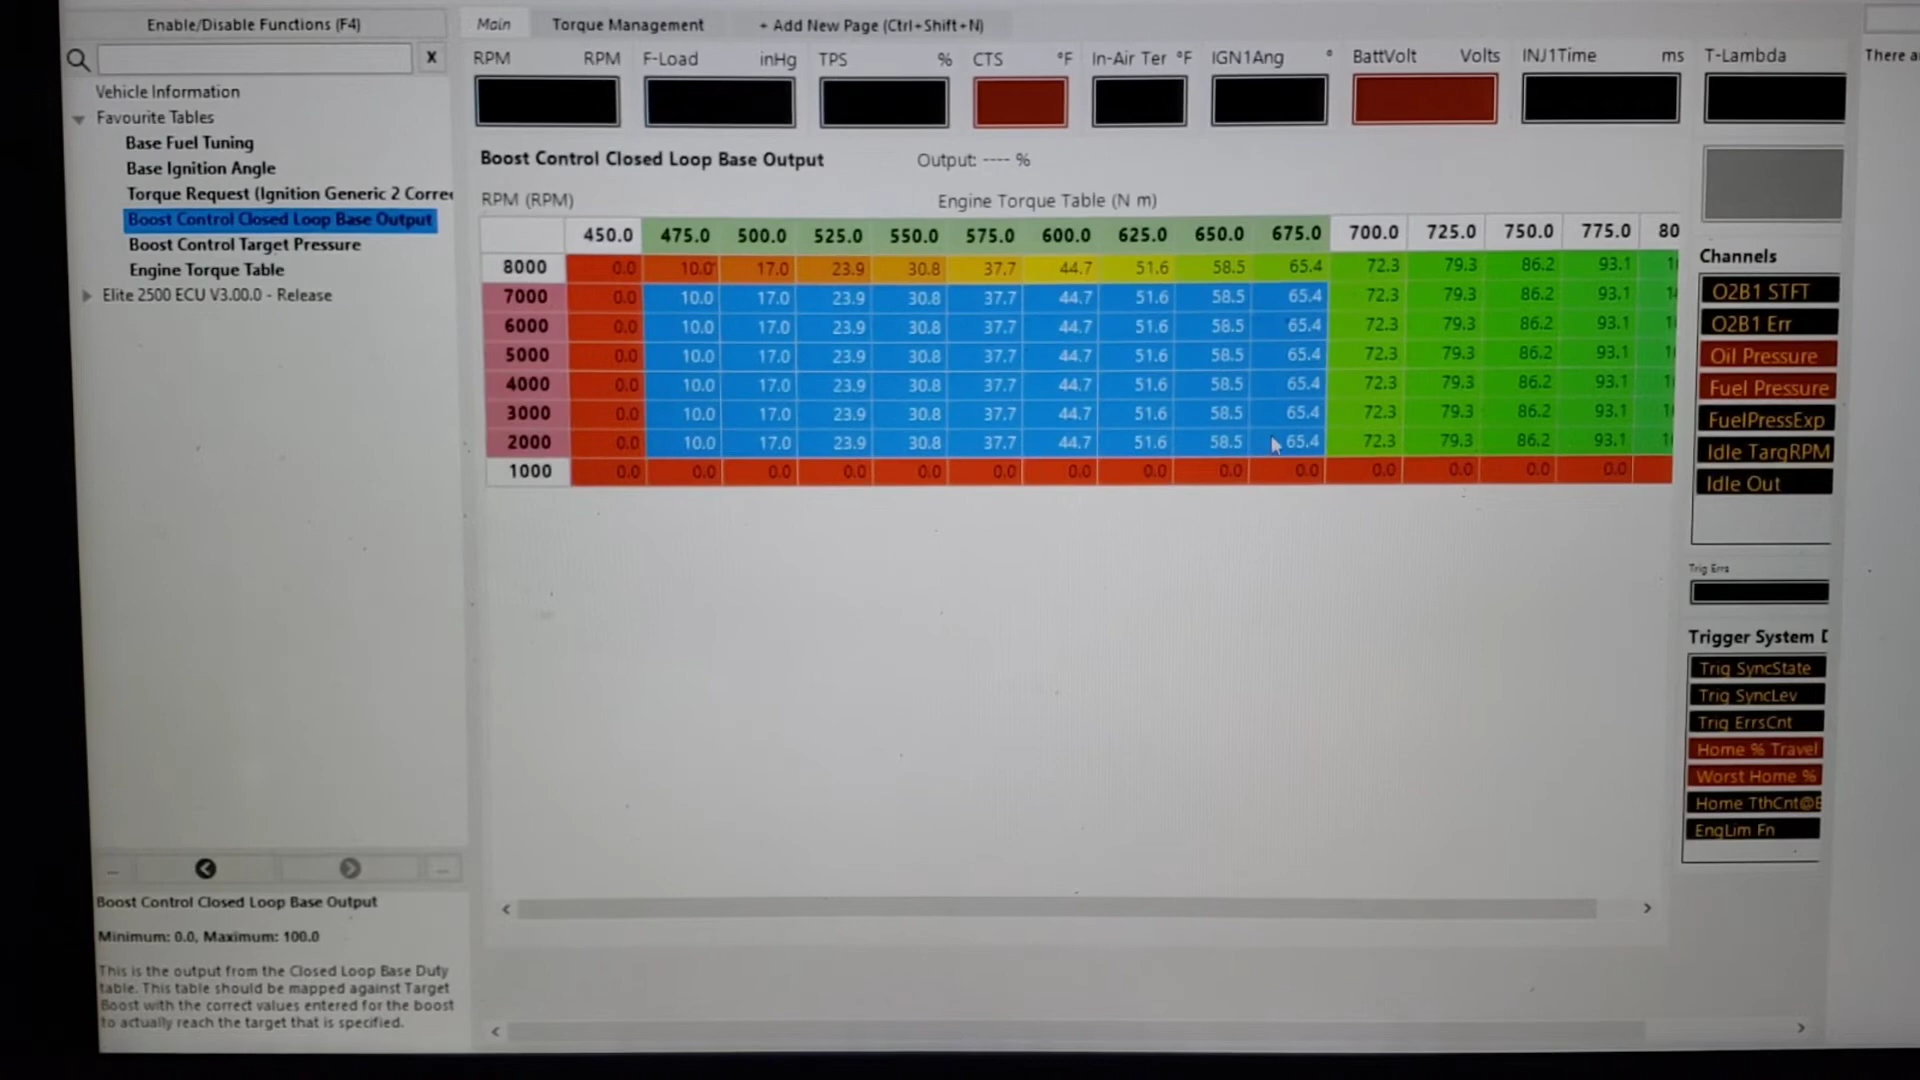 Enable/Disable Functions (F4)
x
Vehicle Information
Favourite Tables
Base Fuel Tuning
Base Ignition Angle
Torque Request (Ignition Generic 2 Corre
Boost Control Closed Loop Base Output
Boost Control Target Pressure
Engine Torque Table
Elite 2500 ECU V3.00.0 - Release
Boost Control Closed Loop Base Output
Minimum: 0.0, Maximum: 100.0
This is the output from the Closed Loop Base Duty
table. This table should be mapped against Target
Boost with the correct values entered for the boost
to actually reach the target that is specified.
Main Torque Management + Add New Page (Ctrl+Shift+N)
RPM RPM F-Load inHg TPS % CTS °F In-Air Ter °F IGN1Ang ° BattVolt Volts INJ1Time ms T-Lambda
Boost Control Closed Loop Base Output Output: ---- %
RPM (RPM) Engine Torque Table (N m)
450.0 475.0 500.0 525.0 550.0 575.0 600.0 625.0 650.0 675.0 700.0 725.0 750.0 775.0 80
8000 0.0 10.0 17.0 23.9 30.8 37.7 44.7 51.6 58.5 65.4 72.3 79.3 86.2 93.1 1
7000 0.0 10.0 17.0 23.9 30.8 37.7 44.7 51.6 58.5 65.4 72.3 79.3 86.2 93.1 1
6000 0.0 10.0 17.0 23.9 30.8 37.7 44.7 51.6 58.5 65.4 72.3 79.3 86.2 93.1 1
5000 0.0 10.0 17.0 23.9 30.8 37.7 44.7 51.6 58.5 65.4 72.3 79.3 86.2 93.1 1
4000 0.0 10.0 17.0 23.9 30.8 37.7 44.7 51.6 58.5 65.4 72.3 79.3 86.2 93.1 1
3000 0.0 10.0 17.0 23.9 30.8 37.7 44.7 51.6 58.5 65.4 72.3 79.3 86.2 93.1 1
2000 0.0 10.0 17.0 23.9 30.8 37.7 44.7 51.6 58.5 65.4 72.3 79.3 86.2 93.1 1
1000 0.0 0.0 0.0 0.0 0.0 0.0 0.0 0.0 0.0 0.0 0.0 0.0 0.0 0.0
Channels
O2B1 STFT
O2B1 Err
Oil Pressure
Fuel Pressure
FuelPressExp
Idle TargRPM
Idle Out
Trig Errs
Trigger System D
Trig SyncState
Trig SyncLev
Trig ErrsCnt
Home % Travel
Worst Home %
Home TthCnt@E
EngLim Fn
There a